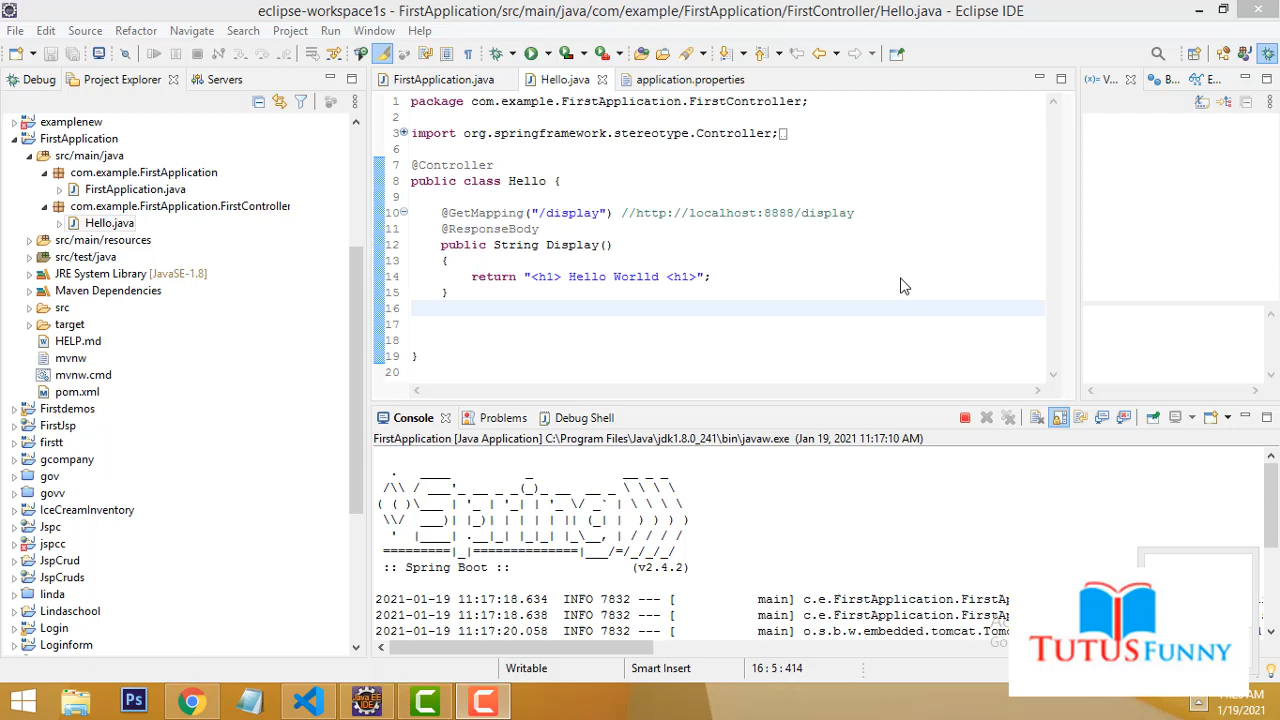 eclipse-workspace1s - FirstApplication/src/main/java/com/example/FirstApplication/FirstController/Hello.java - Eclipse IDE
File Edit Source Refactor Navigate Search Project Run Window Help
Debug Project Explorer Servers
FirstApplication.java Hello.java application.properties
V... B... E...
examplenew
FirstApplication
src/main/java
com.example.FirstApplication
FirstApplication.java
com.example.FirstApplication.FirstController
Hello.java
src/main/resources
src/test/java
JRE System Library [JavaSE-1.8]
Maven Dependencies
src
target
HELP.md
mvnw
mvnw.cmd
pom.xml
Firstdemos
FirstJsp
firstt
gcompany
gov
govv
IceCreamInventory
Jspc
jspcc
JspCrud
JspCruds
linda
Lindaschool
Login
Loginform
1 package com.example.FirstApplication.FirstController;
2
3 import org.springframework.stereotype.Controller;
6
7 @Controller
8 public class Hello {
9
10 @GetMapping("/display") //http://localhost:8888/display
11 @ResponseBody
12 public String Display()
13 {
14 return "<h1> Hello Worlld <h1>";
15 }
16
17
18
19 }
20
Console Problems Debug Shell
FirstApplication [Java Application] C:\Program Files\Java\jdk1.8.0_241\bin\javaw.exe (Jan 19, 2021 11:17:10 AM)
Spring
:: Spring Boot :: (v2.4.2)
2021-01-19 11:17:18.634 INFO 7832 --- [ main] c.e.FirstApplication.FirstAp
2021-01-19 11:17:18.638 INFO 7832 --- [ main] c.e.FirstApplication.FirstAp
2021-01-19 11:17:20.058 INFO 7832 --- [ main] o.s.b.w.embedded.tomcat.Tomc
Writable Smart Insert 16 : 5 : 414
TUTUSFUNNY
Ps Java EE IDE C C
1/19/2021